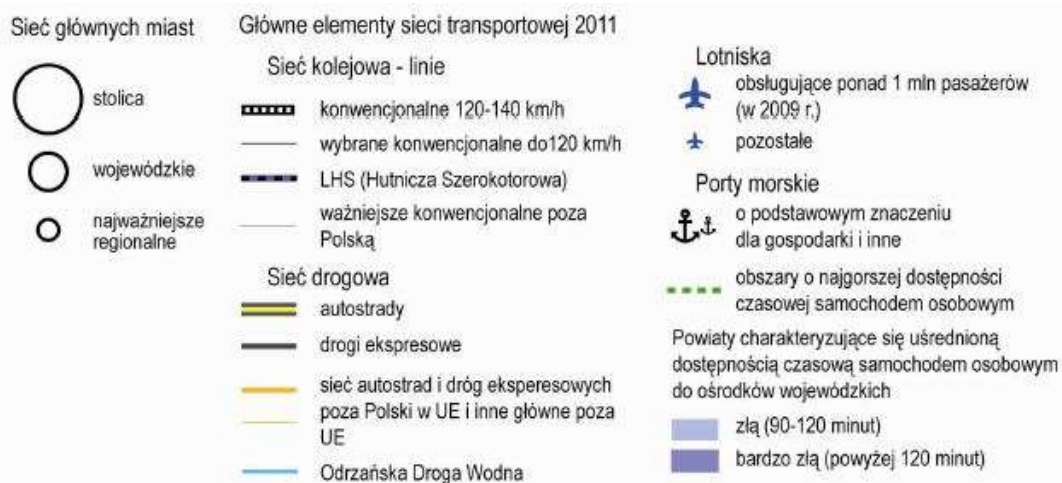 Sieć głównych miast
stolica
wojewódzkie
najważniejsze
regionalne
Główne elementy sieci transportowej 2011
Sieć kolejowa - linie
konwencjonalne 120-140 km/h
wybrane konwencjonalne do120 km/h
LHS (Hutnicza Szerokotorowa)
ważniejsze konwencjonalne poza
Polską
Sieć drogowa
autostrady
drogi ekspresowe
sieć autostrad i dróg eksperesowych
poza Polski w UE i inne główne poza
UE
Odrzańska Droga Wodna
Lotniska
obsługujące ponad 1 mln pasażerów
(w 2009 r.)
pozostałe
Porty morskie
o podstawowym znaczeniu
dla gospodarki i inne
obszary o najgorszej dostępności
czasowej samochodem osobowym
Powiaty charakteryzujące się uśrednioną
dostępnością czasową samochodem osobowym
do ośrodków wojewódzkich
złą (90-120 minut)
bardzo złą (powyżej 120 minut)